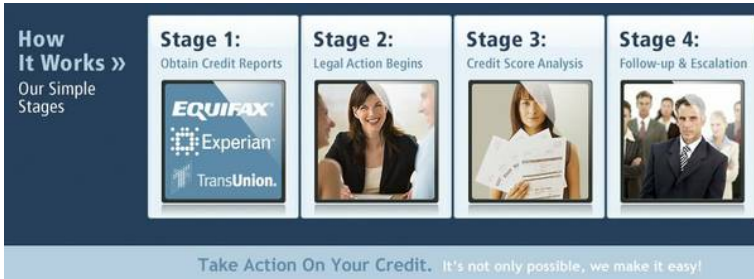 How
It Works »
Our Simple
Stages
Stage 1:
Obtain Credit Reports
EQUIFAX
Experian
TransUnion.
Stage 2:
Legal Action Begins
Stage 3:
Credit Score Analysis
Stage 4:
Follow-up & Escalation
Take Action On Your Credit. It's not only possible, we make it easy!